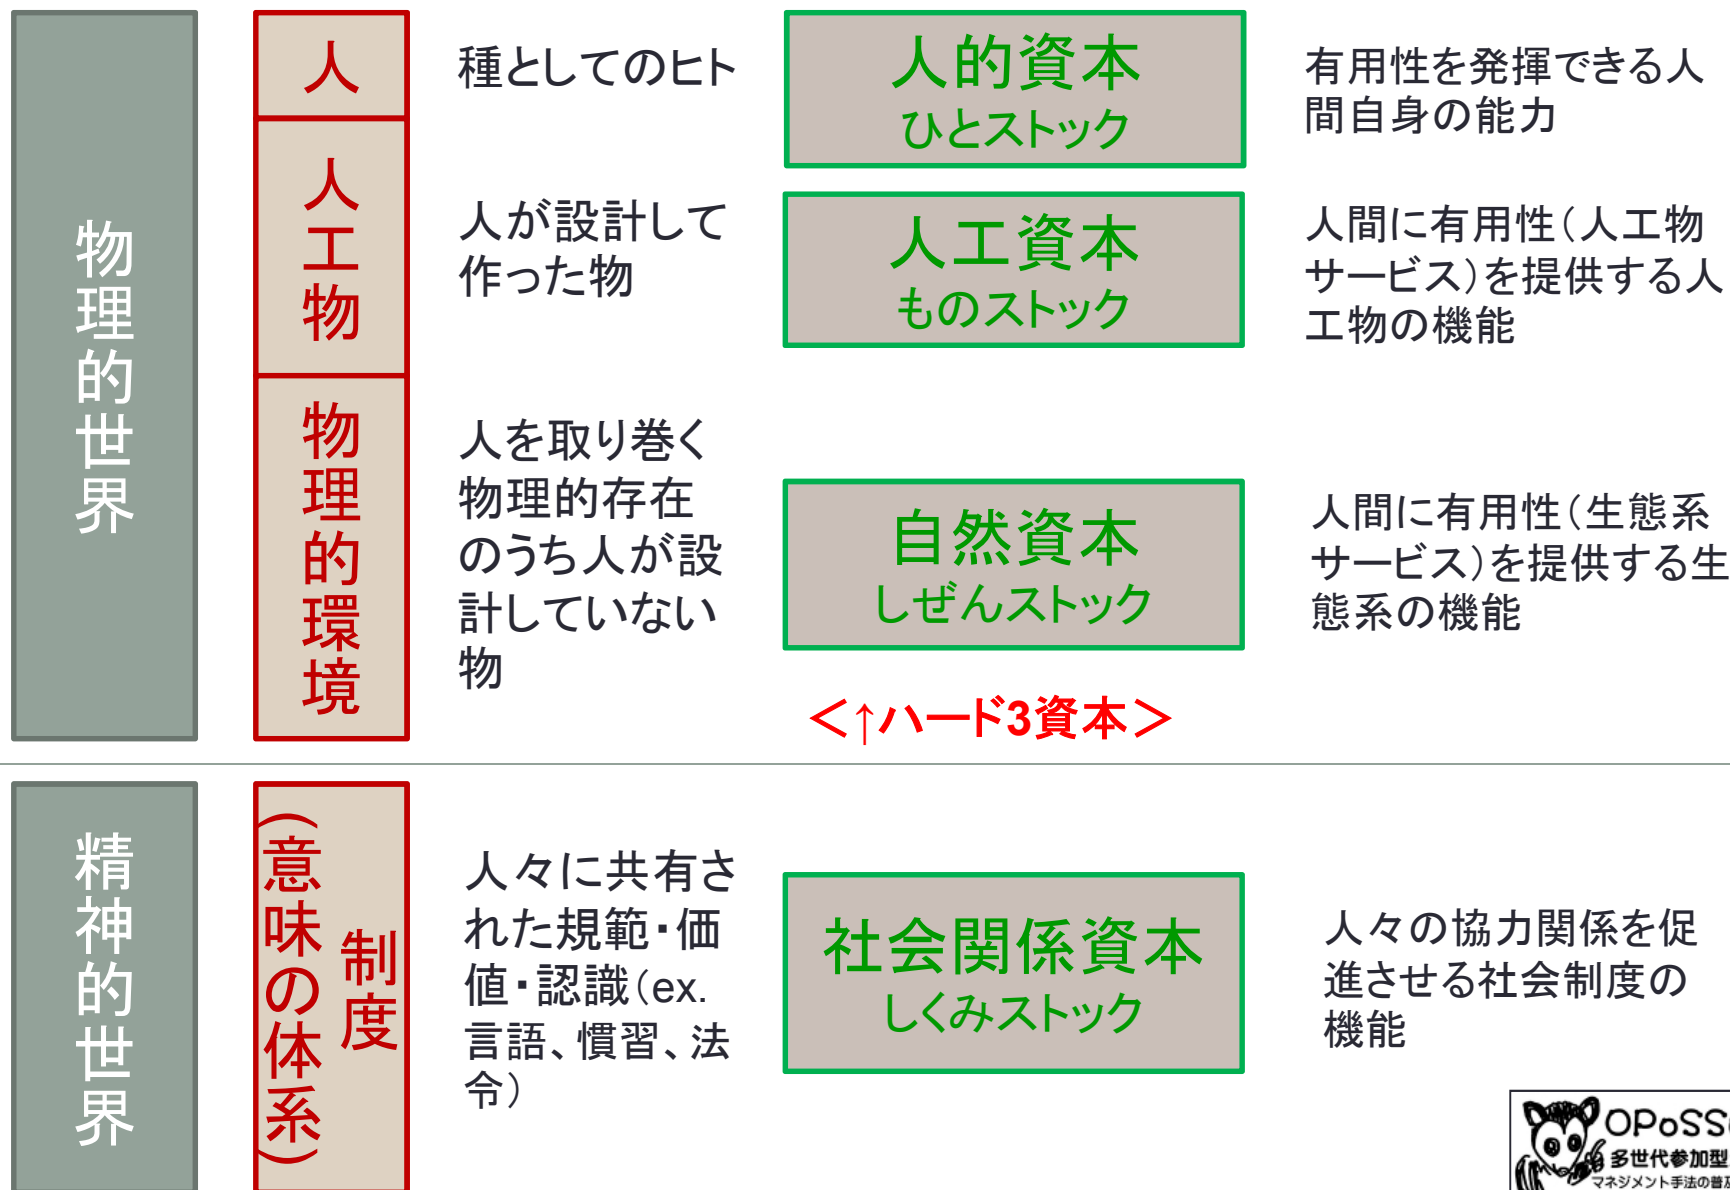 物理的世界
人
種としてのヒト
人的資本
ひとストック
有用性を発揮できる人
間自身の能力
人工物
人が設計して
作った物
人工資本
ものストック
人間に有用性（人工物
サービス）を提供する人
工物の機能
物理的環境
人を取り巻く
物理的存在
のうち人が設
計していない
物
自然資本
しぜんストック
人間に有用性（生態系
サービス）を提供する生
態系の機能
＜↑ハード3資本＞
精神的世界
制度
（意味の体系）
人々に共有さ
れた規範・価
値・認識（ex.
言語、慣習、法
令）
社会関係資本
しくみストック
人々の協力関係を促
進させる社会制度の
機能
OPoSS
多世代参加型
マネジメント手法の普及